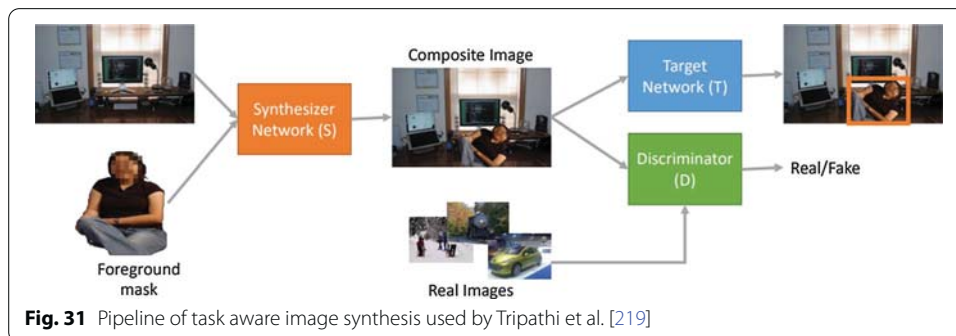 Composite Image
Synthesizer
Network (S)
Target
Network (T)
Discriminator
(D)
Real/Fake
Foreground
mask
Real Images
Fig. 31 Pipeline of task aware image synthesis used by Tripathi et al. [219]